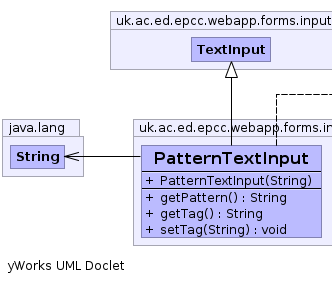 uk.ac.ed.epcc.webapp.forms.input
TextInput
java.lang
String
uk.ac.ed.epcc.webapp.forms.in
PatternTextInput
+ PatternTextInput(String)
+ getPattern() : String
+ getTag() : String
+ setTag(String) : void
yWorks UML Doclet